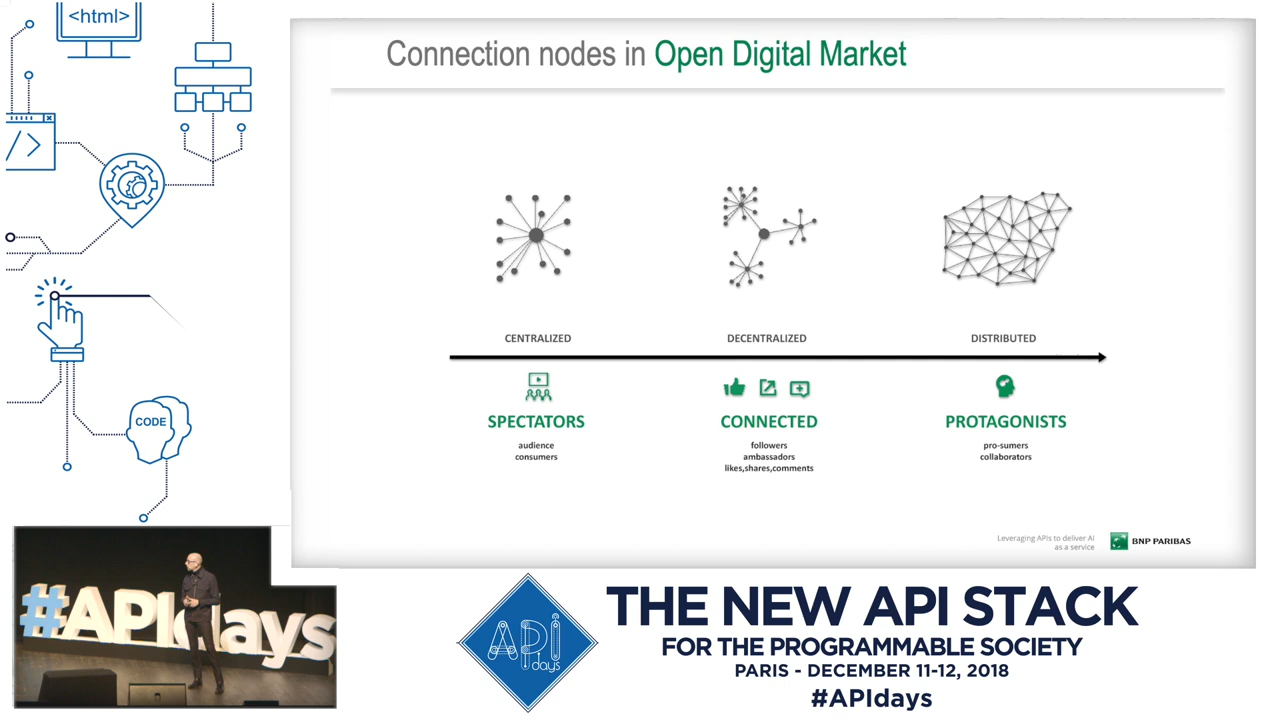 <html>
/>
CODE
Connection nodes in Open Digital Market
CENTRALIZED
DECENTRALIZED
DISTRIBUTED
SPECTATORS
audience
consumers
CONNECTED
followers
ambassadors
likes,shares,comments
PROTAGONISTS
pro-sumers
collaborators
Leveraging APIs to deliver AI
as a service
BNP PARIBAS
#APIdays
API
days
THE NEW API STACK
FOR THE PROGRAMMABLE SOCIETY
PARIS - DECEMBER 11-12, 2018
#APIdays